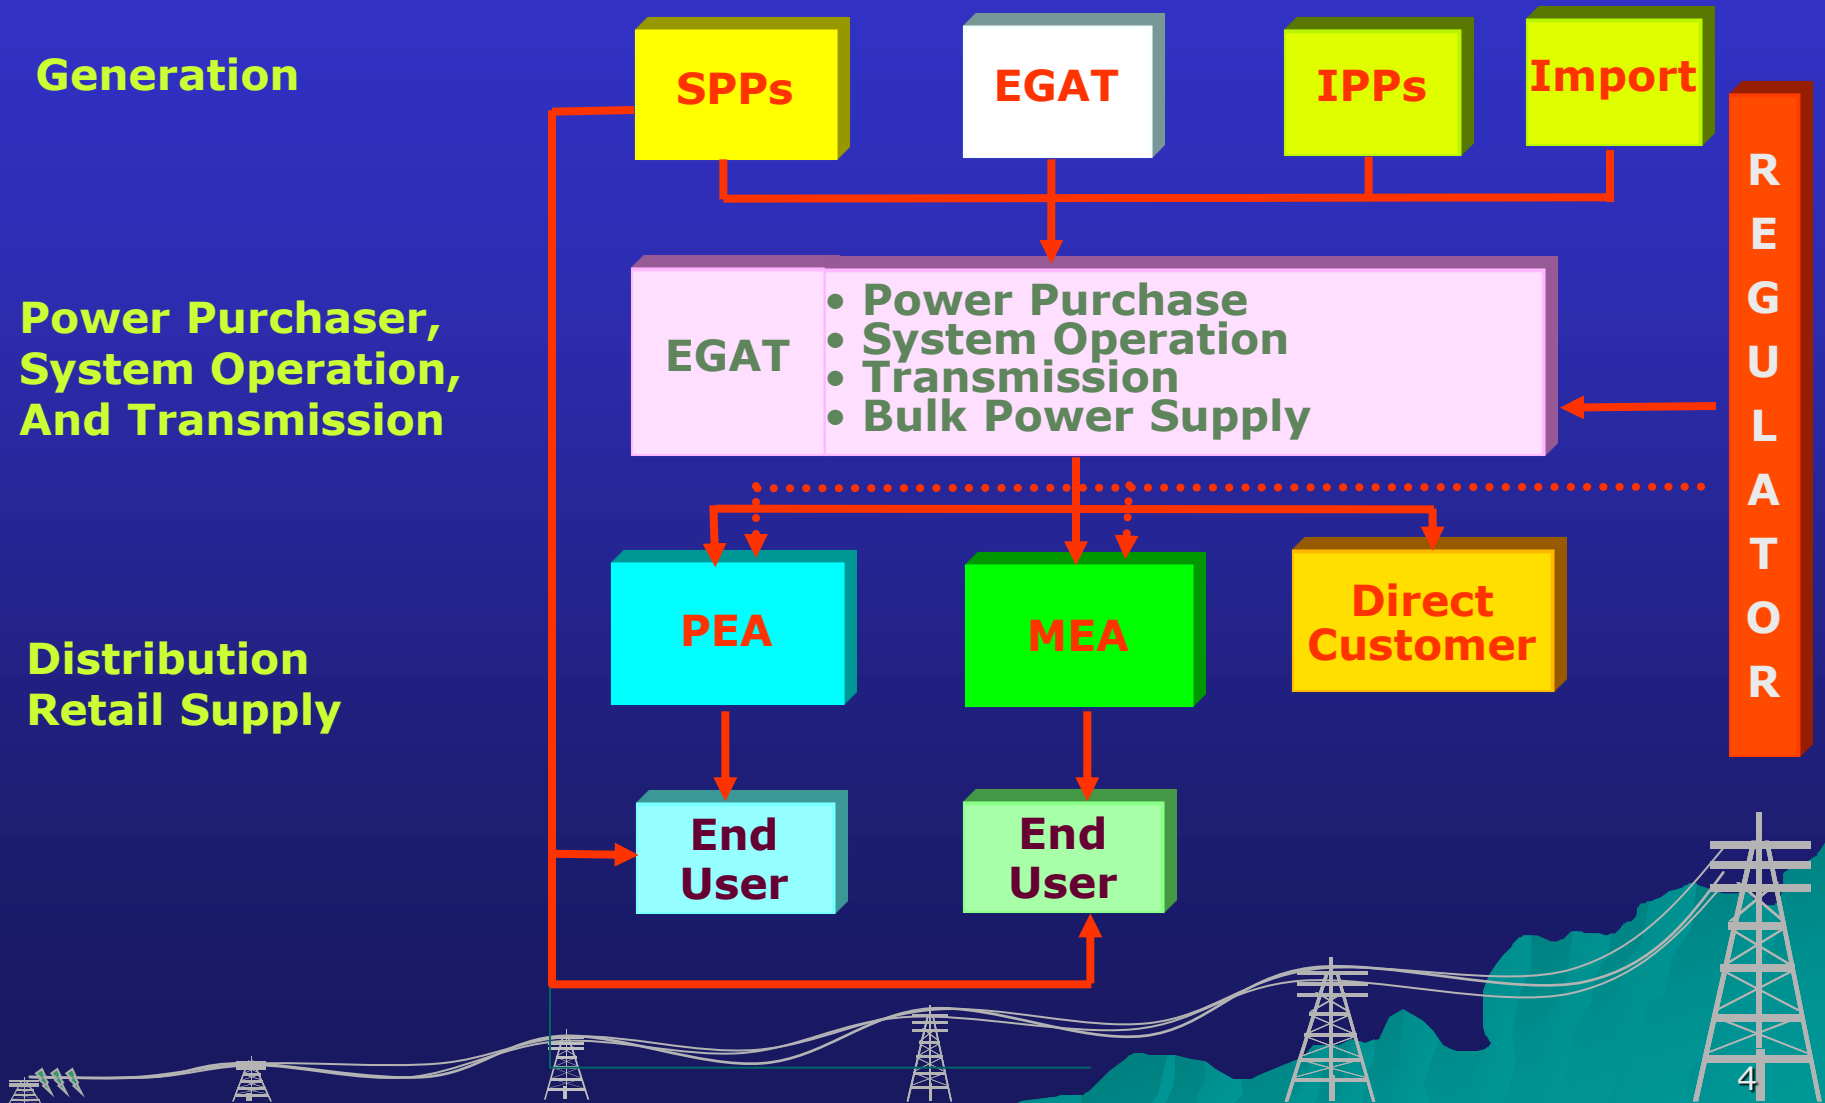 Generation
SPPs
EGAT
IPPs
Import
Power Purchaser,
System Operation,
And Transmission
EGAT
• Power Purchase
• System Operation
• Transmission
• Bulk Power Supply
R
E
G
U
L
A
T
O
R
Distribution
Retail Supply
PEA
MEA
Direct
Customer
End
User
End
User
4